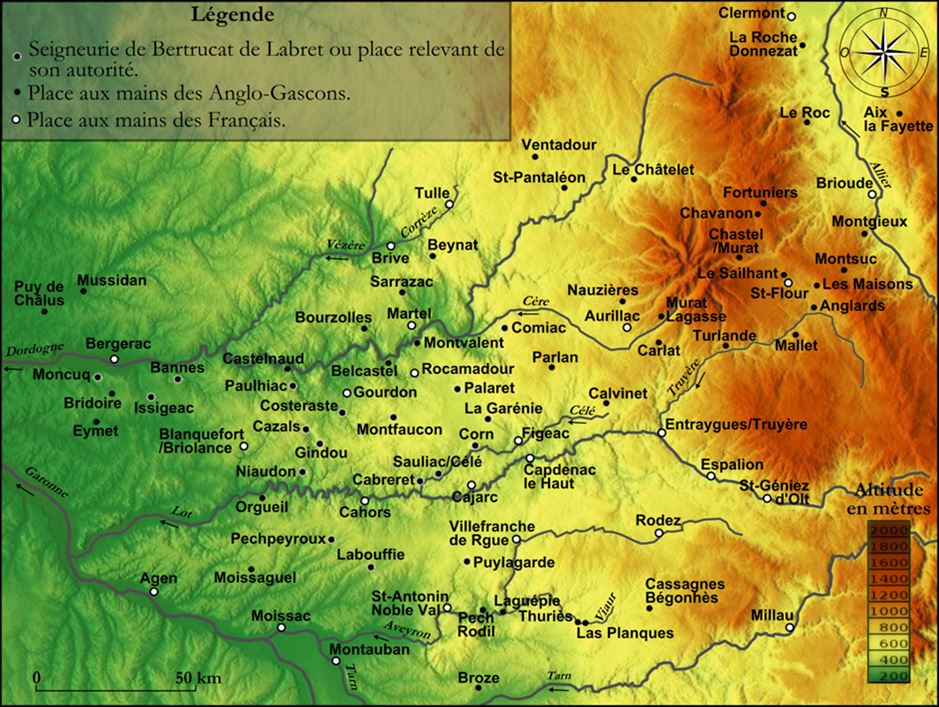 Légende
Seigneurie de Bertrucat de Labret ou place relevant de
son autorité.
Place aux mains des Anglo-Gascons.
Place aux mains des Français.
Clermont
La Roche
Donnezat
N
O
E
S
Le Roc
Aix
la Fayette
Allier
Ventadour
St-Pantaléon
Le Châtelet
Tulle
Corrèze
Fortuniers
Brioude
Chavanon
Montgieux
Chastel
/Murat
Vézère
Brive
Beynat
Montsuc
Le Sailhant
Les Maisons
St-Flour
Anglards
Puy de
Châlus
Mussidan
Sarrazac
Nauzières
Cère
Murat
Lagasse
Bourzolles
Martel
Comiac
Aurillac
Turlande
Mallet
Dordogne
Bergerac
Montvalent
Carlat
Castelnaud
Belcastel
Rocamadour
Parlan
Truyère
Moncuq
Bannes
Paulhiac
Gourdon
Palaret
Calvinet
Bridoire
Issigeac
Costeraste
La Garénie
Célé
Eymet
Blanquefort
/Briolance
Cazals
Montfaucon
Corn
Figeac
Entraygues/Truyère
Gindou
Sauliac/Célé
Capdenac
le Haut
Espalion
Niaudon
Cabreret
Cajarc
St-Géniez
d'Olt
Garonne
Lot
Orgueil
Cahors
Altitude
en mètres
2000
1800
1600
1400
1200
1000
800
600
400
200
Pechpeyroux
Villefranche
de Rgue
Rodez
Labouffie
Puylagarde
Moissaguel
Agen
St-Antonin
Noble Val
Laguépie
Viaur
Cassagnes
Bégonhès
Pech
Rodil
Thuriès
Las Planques
Millau
Moissac
Aveyron
Montauban
Tarn
0
50 km
Broze
Tarn